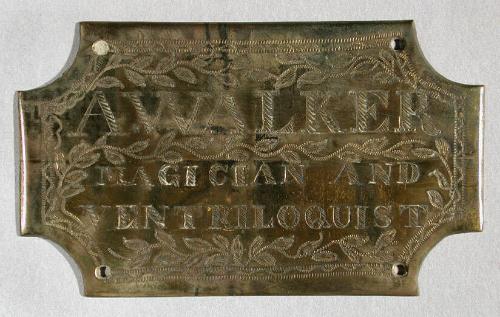 A. WALKER
MAGICIAN AND
VENTRILOQUIST